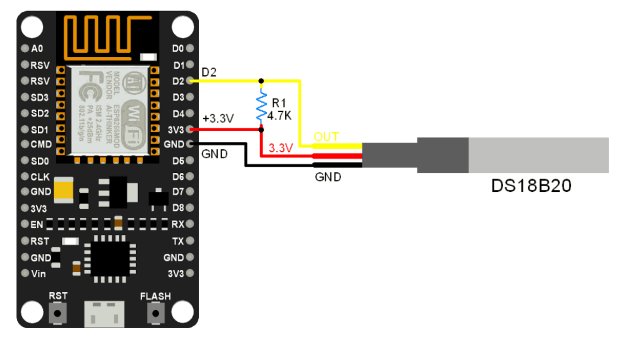 A0
RSV
RSV
SD3
SD2
SD1
CMD
SD0
CLK
GND
3V3
EN
RST
GND
Vin
D0
D1
D2
D3
D4
3V3
GND
D5
D6
D7
D8
RX
TX
GND
3V3
MODEL
VENDOR
ESP8266MOD
AI-THINKER
ISM 2.4GHz
PA +25dBm
802.11b/g/n
FC
Wi Fi
RST
FLASH
D2
+3.3V
GND
R1
4.7K
OUT
3.3V
GND
DS18B20